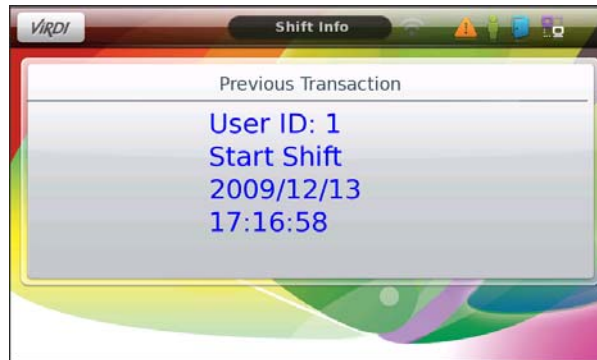 ViRDI
Shift Info
Previous Transaction
User ID: 1
Start Shift
2009/12/13
17:16:58